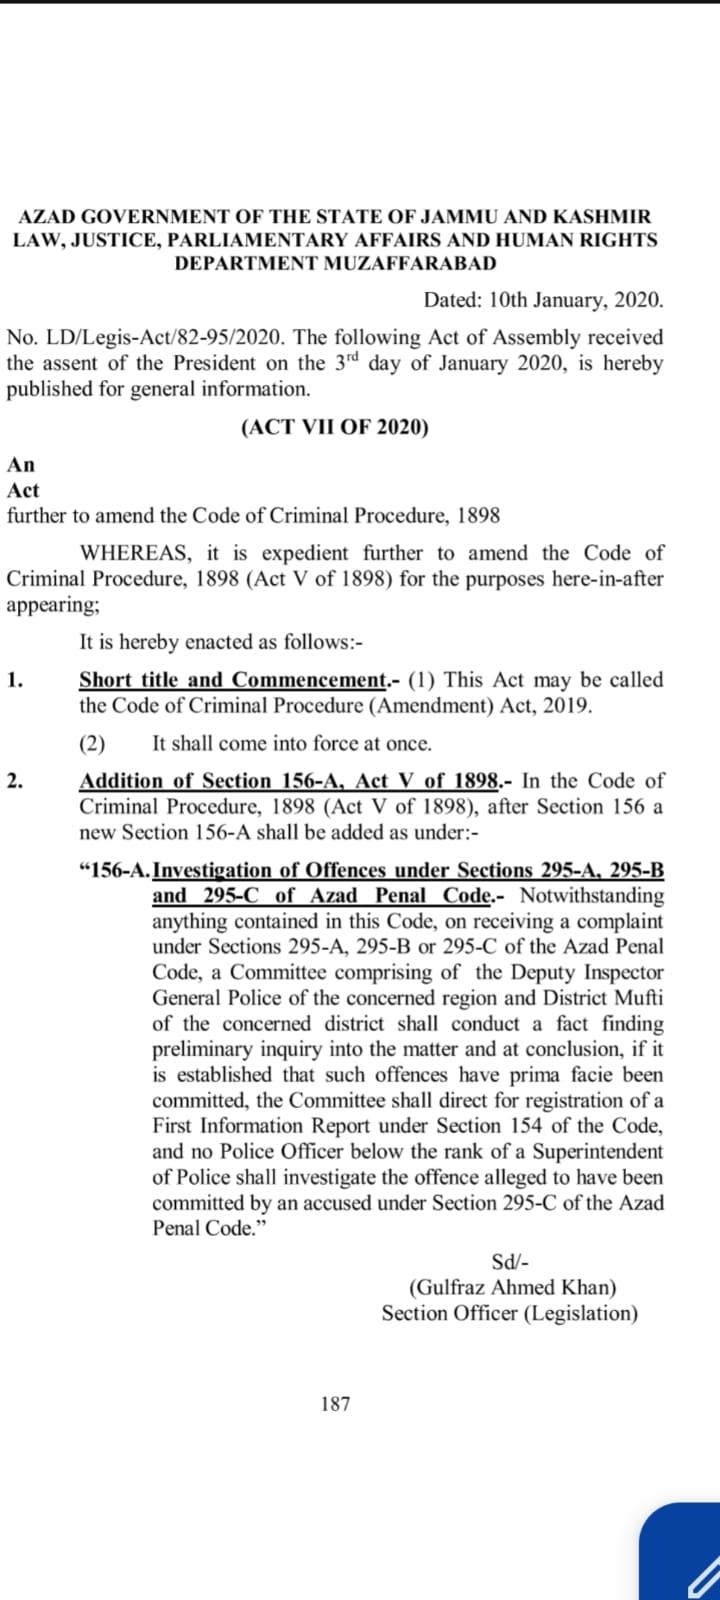 AZAD GOVERNMENT OF THE STATE OF JAMMU AND KASHMIR
LAW, JUSTICE, PARLIAMENTARY AFFAIRS AND HUMAN RIGHTS
DEPARTMENT MUZAFFARABAD
Dated: 10th January, 2020.
No. LD/Legis-Act/82-95/2020. The following Act of Assembly received
the assent of the President on the 3rd day of January 2020, is hereby
published for general information.
(ACT VII OF 2020)
An
Act
further to amend the Code of Criminal Procedure, 1898
WHEREAS, it is expedient further to amend the Code of
Criminal Procedure, 1898 (Act V of 1898) for the purposes here-in-after
appearing;
It is hereby enacted as follows:-
1. Short title and Commencement.- (1) This Act may be called
the Code of Criminal Procedure (Amendment) Act, 2019.
(2) It shall come into force at once.
2. Addition of Section 156-A, Act V of 1898.- In the Code of
Criminal Procedure, 1898 (Act V of 1898), after Section 156 a
new Section 156-A shall be added as under:-
“156-A. Investigation of Offences under Sections 295-A, 295-B
and 295-C of Azad Penal Code.- Notwithstanding
anything contained in this Code, on receiving a complaint
under Sections 295-A, 295-B or 295-C of the Azad Penal
Code, a Committee comprising of the Deputy Inspector
General Police of the concerned region and District Mufti
of the concerned district shall conduct a fact finding
preliminary inquiry into the matter and at conclusion, if it
is established that such offences have prima facie been
committed, the Committee shall direct for registration of a
First Information Report under Section 154 of the Code,
and no Police Officer below the rank of a Superintendent
of Police shall investigate the offence alleged to have been
committed by an accused under Section 295-C of the Azad
Penal Code.”
Sd/-
(Gulfraz Ahmed Khan)
Section Officer (Legislation)
187